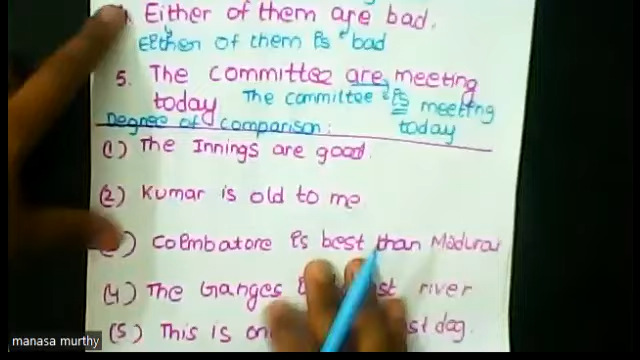 Either of them are bad.
Either of them is bad
5. The committee are meeting
today The committee is meeting
today
Degree of comparison:
(1) The Innings are good.
(2) Kumar is old to me
) Coimbatore is best than Madurai
(4) The Ganges river
(5) This is dog.
manasa murthy